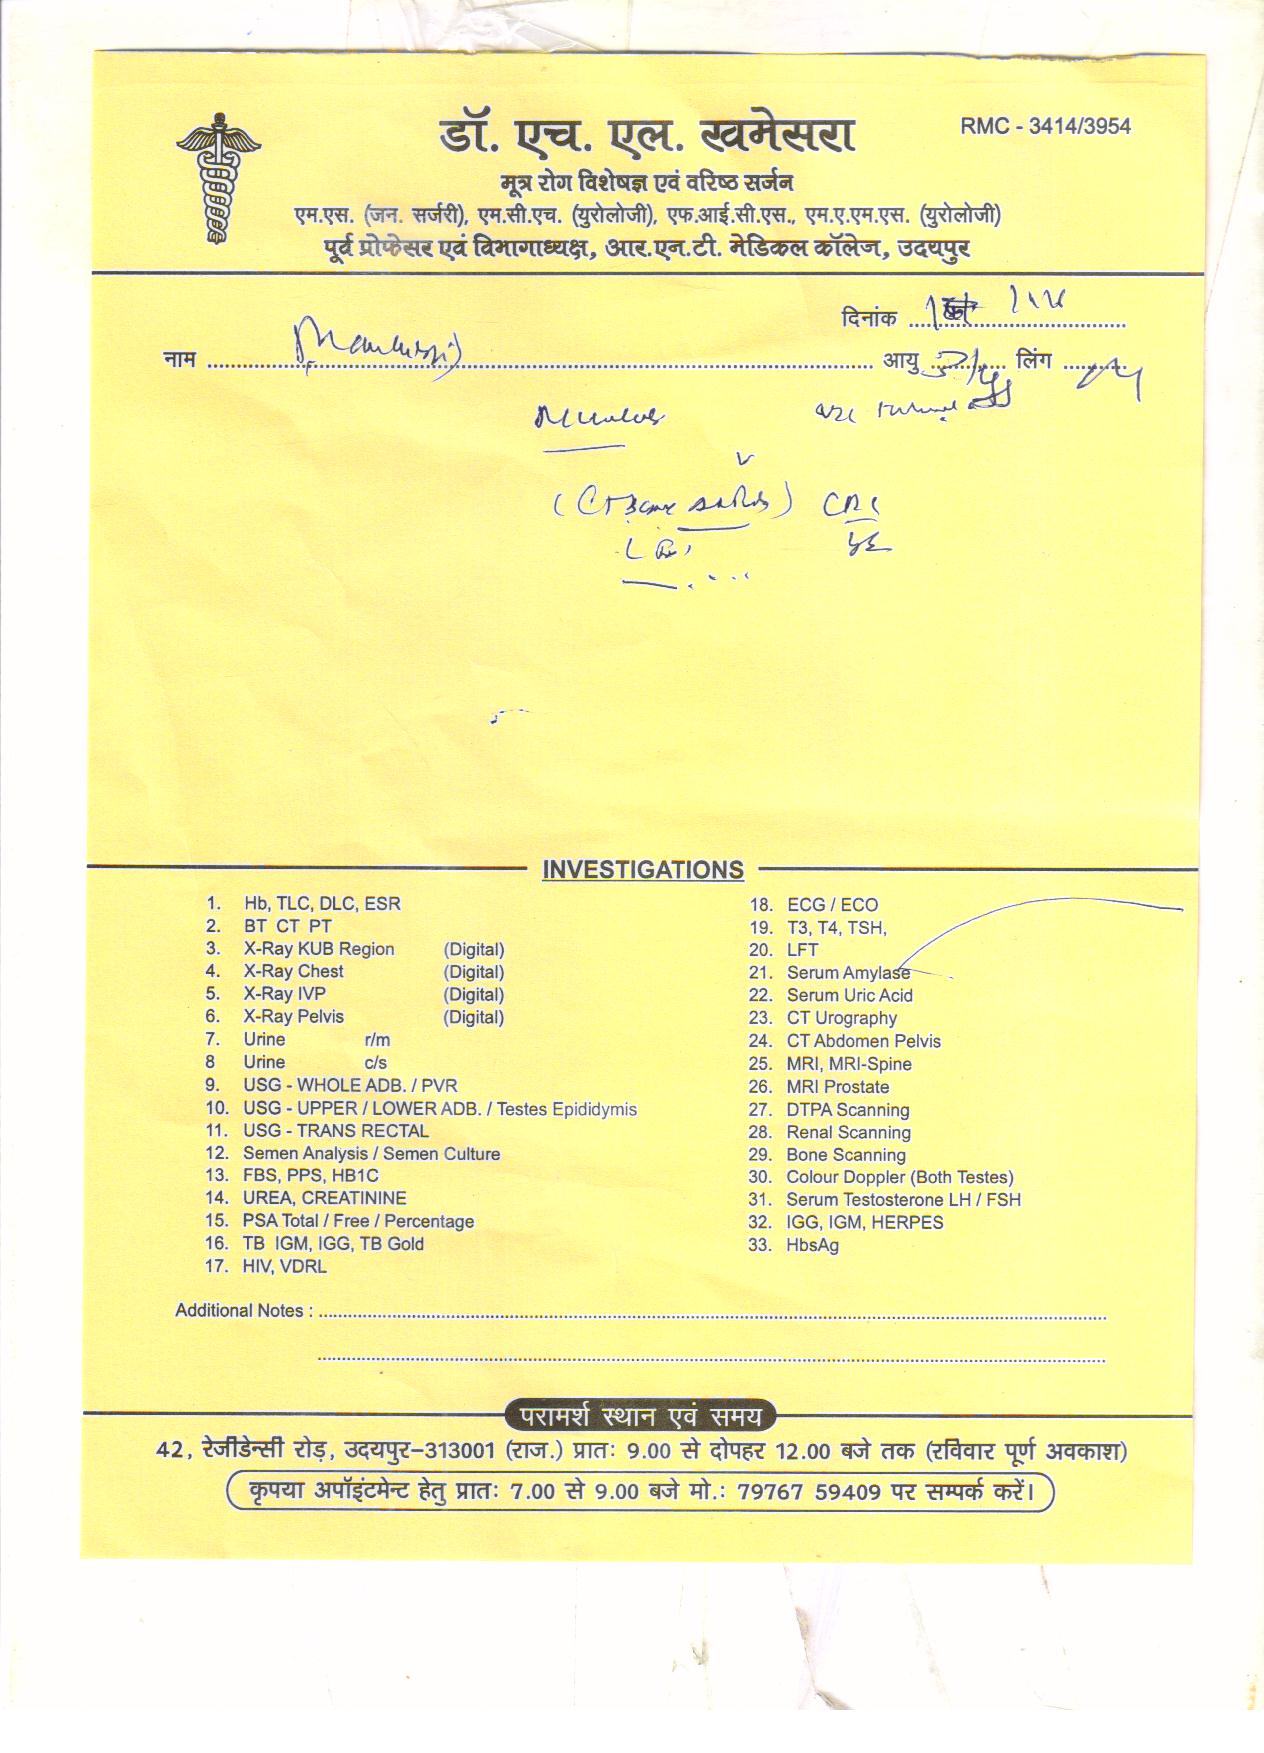 डॉ. एच. एल. खमेसरा
RMC - 3414/3954
मूत्र रोग विशेषज्ञ एवं वरिष्ठ सर्जन
एम.एस. (जन. सर्जरी), एम.सी.एच. (युरोलोजी), एफ.आई.सी.एस., एम.ए.एम.एस. (युरोलोजी)
पूर्व प्रोफेसर एवं विभागाध्यक्ष, आर.एन.टी. मेडिकल कॉलेज, उदयपुर
दिनांक
नाम आयु लिंग
INVESTIGATIONS
1. Hb, TLC, DLC, ESR
2. BT CT PT
3. X-Ray KUB Region (Digital)
4. X-Ray Chest (Digital)
5. X-Ray IVP (Digital)
6. X-Ray Pelvis (Digital)
7. Urine r/m
8 Urine c/s
9. USG - WHOLE ADB. / PVR
10. USG - UPPER / LOWER ADB. / Testes Epididymis
11. USG - TRANS RECTAL
12. Semen Analysis / Semen Culture
13. FBS, PPS, HB1C
14. UREA, CREATININE
15. PSA Total / Free / Percentage
16. TB IGM, IGG, TB Gold
17. HIV, VDRL
18. ECG / ECO
19. T3, T4, TSH,
20. LFT
21. Serum Amylase
22. Serum Uric Acid
23. CT Urography
24. CT Abdomen Pelvis
25. MRI, MRI-Spine
26. MRI Prostate
27. DTPA Scanning
28. Renal Scanning
29. Bone Scanning
30. Colour Doppler (Both Testes)
31. Serum Testosterone LH / FSH
32. IGG, IGM, HERPES
33. HbsAg
Additional Notes :
परामर्श स्थान एवं समय
42, रेजीडेन्सी रोड़, उदयपुर–313001 (राज.) प्रातः 9.00 से दोपहर 12.00 बजे तक (रविवार पूर्ण अवकाश)
कृपया अपॉइंटमेन्ट हेतु प्रातः 7.00 से 9.00 बजे मो.: 79767 59409 पर सम्पर्क करें।